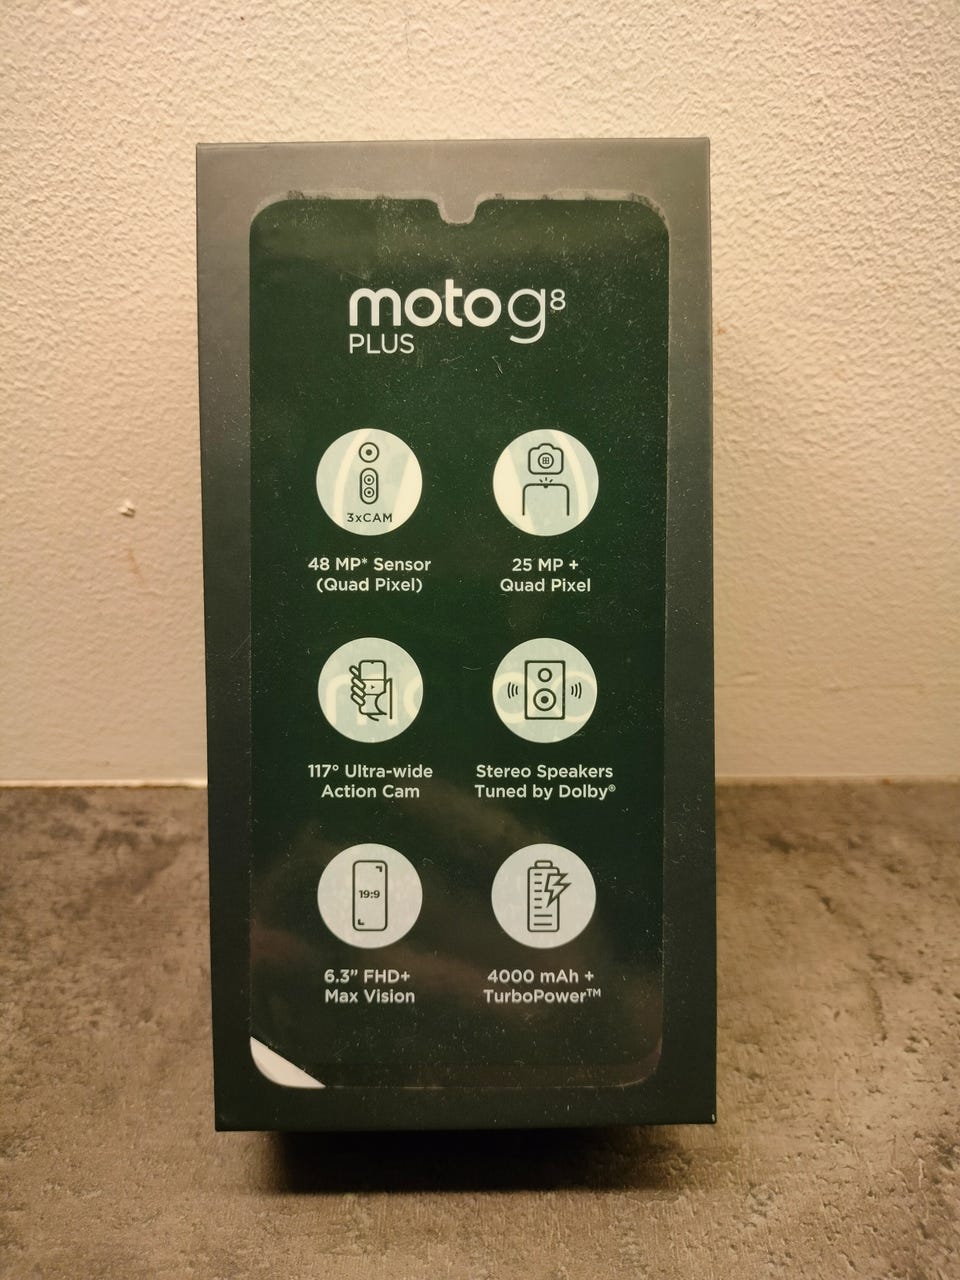 moto g8
PLUS
3xCAM
48 MP* Sensor
(Quad Pixel)
25 MP +
Quad Pixel
117° Ultra-wide
Action Cam
Stereo Speakers
Tuned by Dolby®
19:9
6.3” FHD+
Max Vision
4000 mAh +
TurboPower™